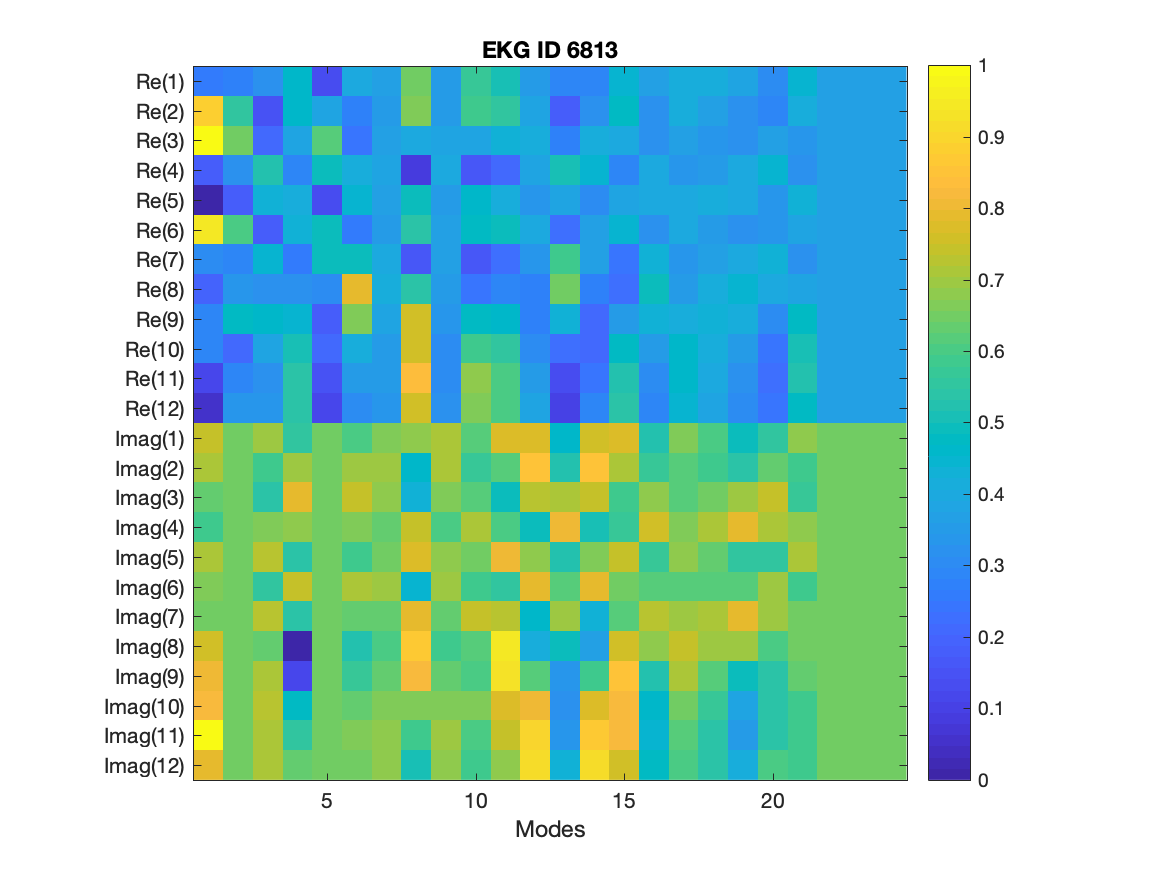 EKG ID 6813
Re(1)
Re(2)
Re(3)
Re(4)
Re(5)
Re(6)
Re(7)
Re(8)
Re(9)
Re(10)
Re(11)
Re(12)
Imag(1)
Imag(2)
Imag(3)
Imag(4)
Imag(5)
Imag(6)
Imag(7)
Imag(8)
Imag(9)
Imag(10)
Imag(11)
Imag(12)
5 10 15 20
Modes
1
0.9
0.8
0.7
0.6
0.5
0.4
0.3
0.2
0.1
0